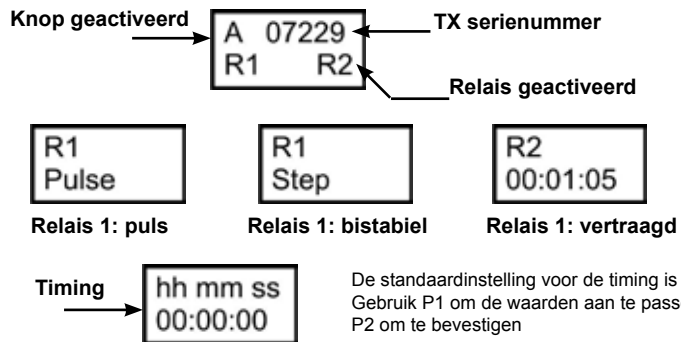 Knop geactiveerd
TX serienummer
A 07229
R1 R2
Relais geactiveerd
R1
Pulse
R1
Step
R2
00:01:05
Relais 1: puls
Relais 1: bistabiel
Relais 1: vertraagd
Timing
hh mm ss
00:00:00
De standaardinstelling voor de timing is
Gebruik P1 om de waarden aan te pass
P2 om te bevestigen